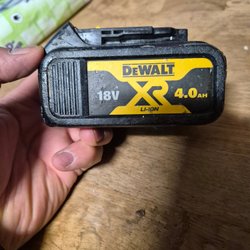 DEWALT
18V XR 4.0AH
LI-ION